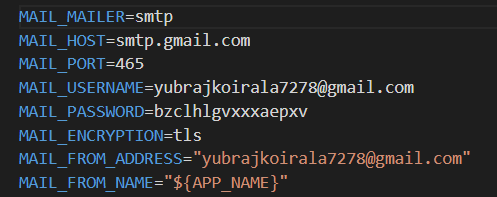 MAIL_MAILER=smtp
MAIL_HOST=smtp.gmail.com
MAIL_PORT=465
MAIL_USERNAME=yubrajkoirala7278@gmail.com
MAIL_PASSWORD=bzclhlgvxxxaepxv
MAIL_ENCRYPTION=tls
MAIL_FROM_ADDRESS="yubrajkoirala7278@gmail.com"
MAIL_FROM_NAME="${APP_NAME}"